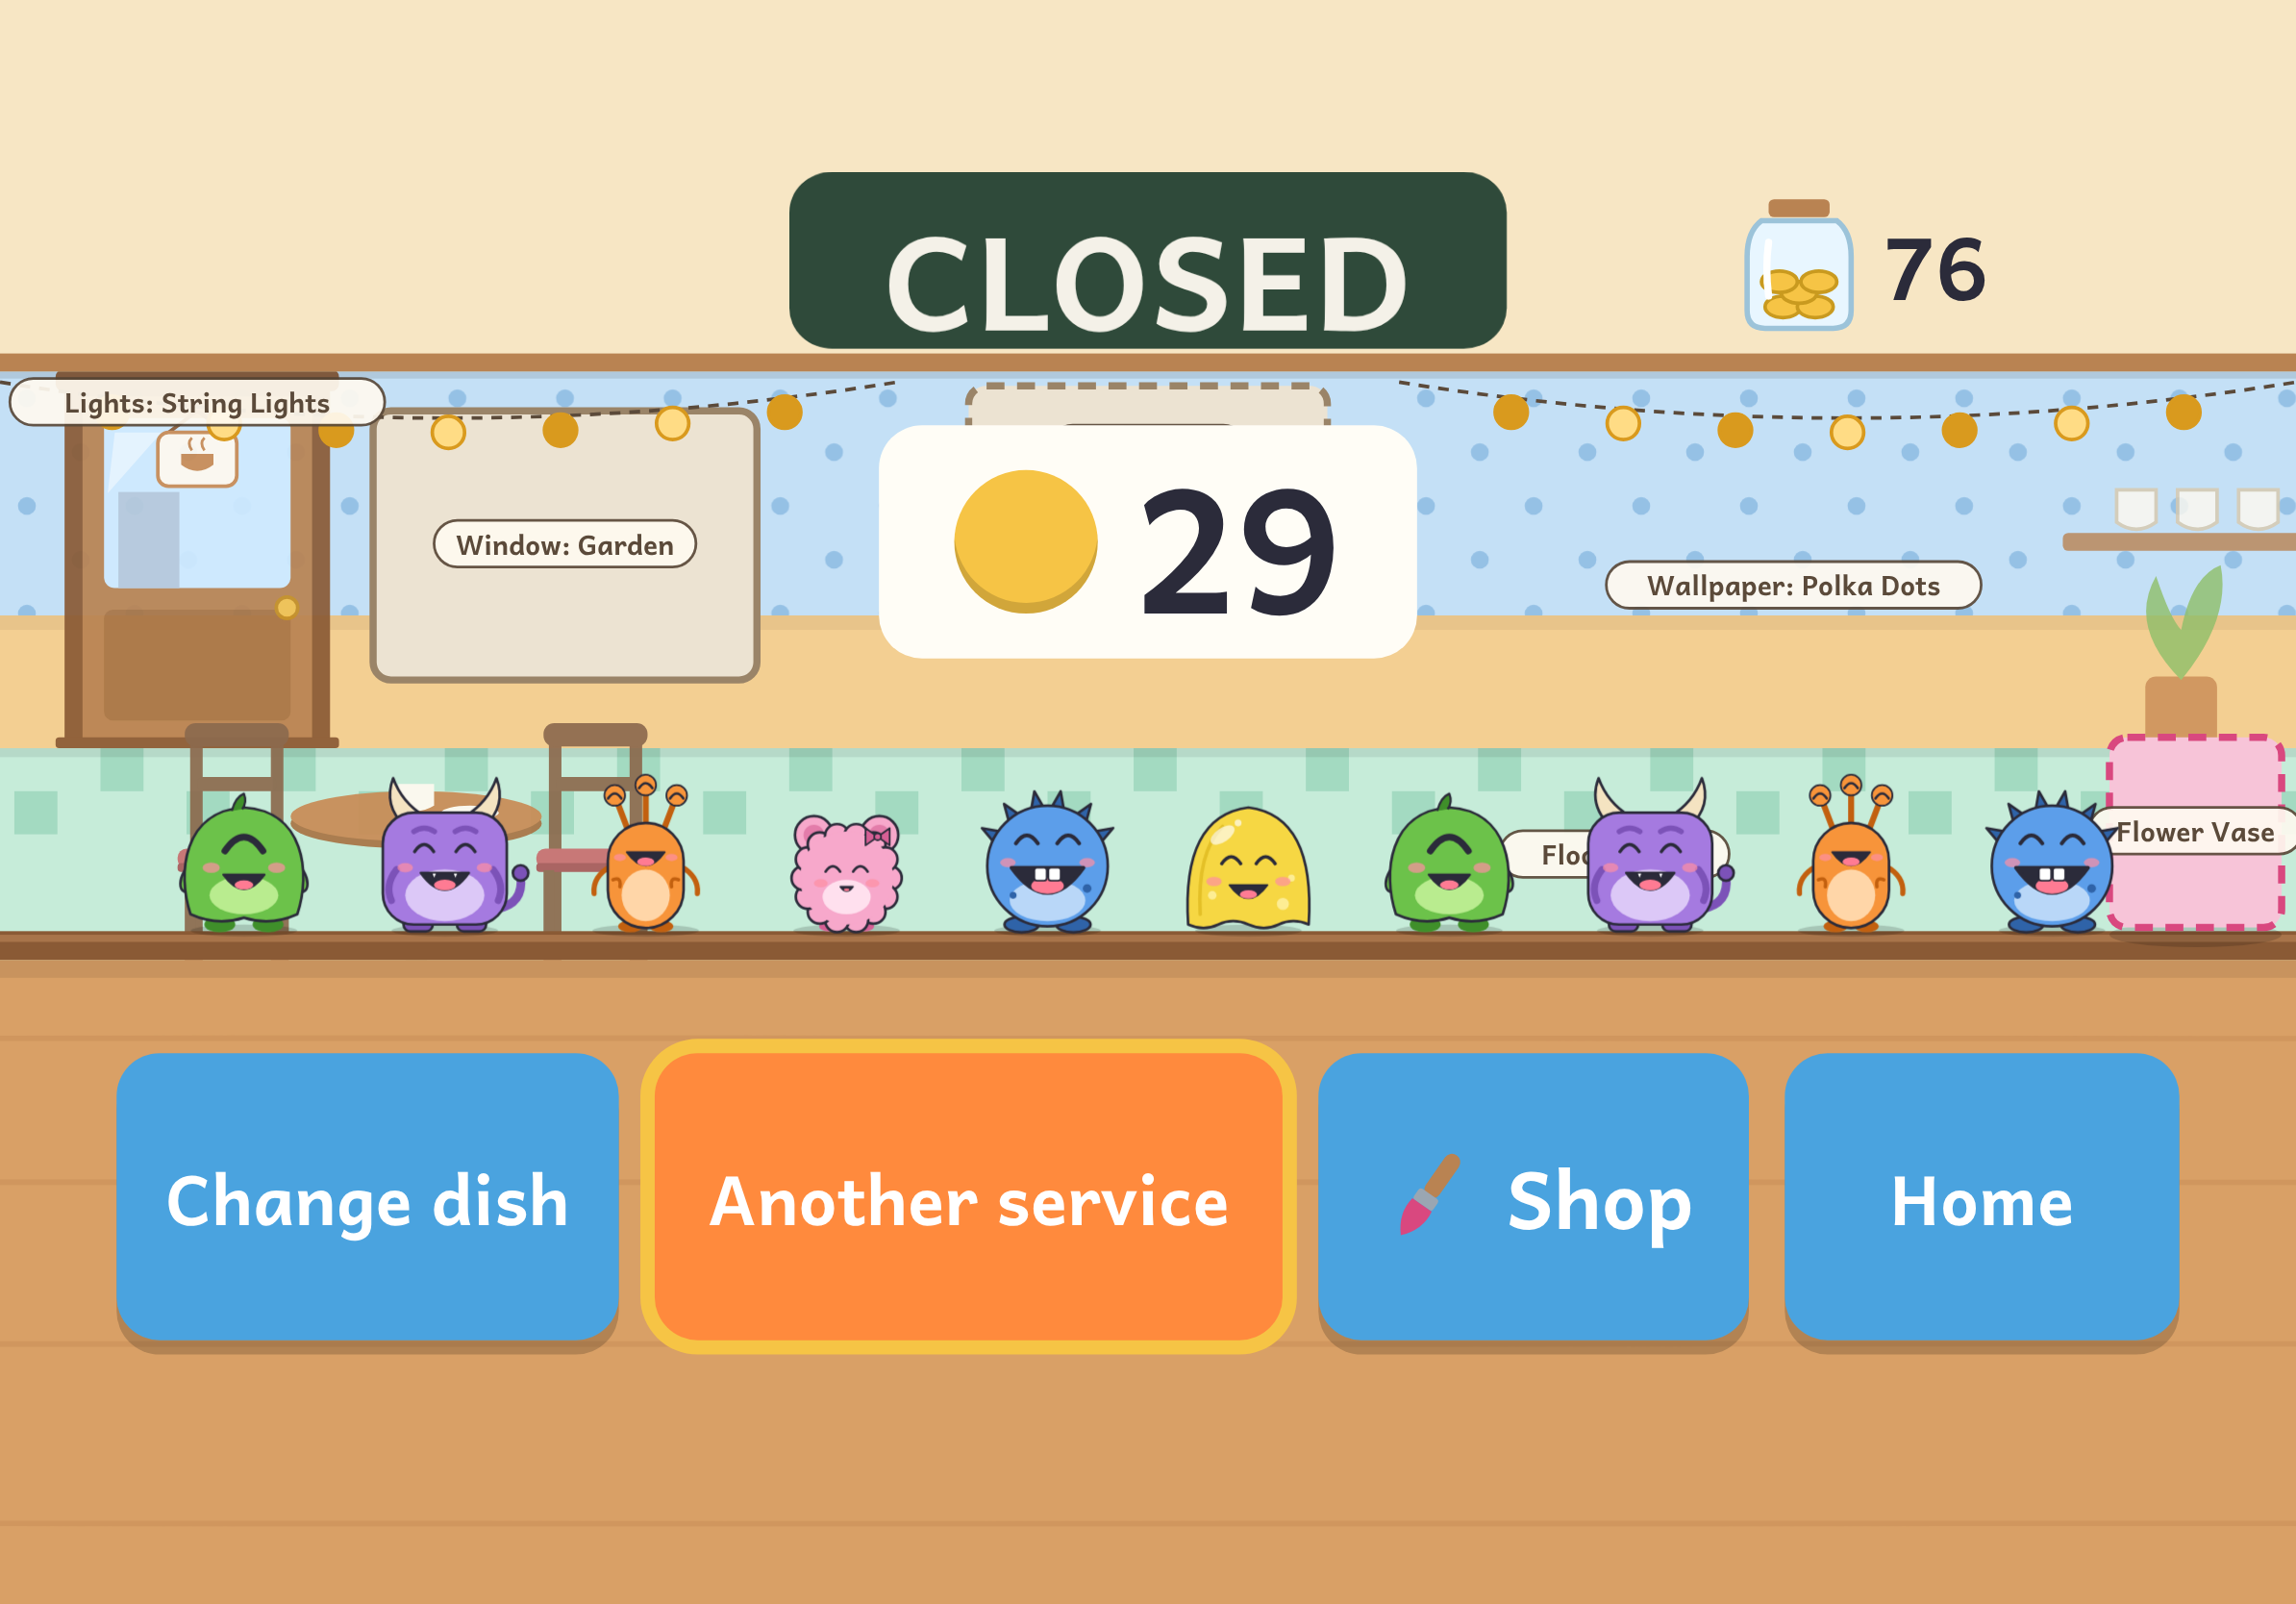 CLOSED
76
Lights: String Lights
29
Window: Garden
Wallpaper: Polka Dots
Flower Vase
Change dish
Another service
Shop
Home